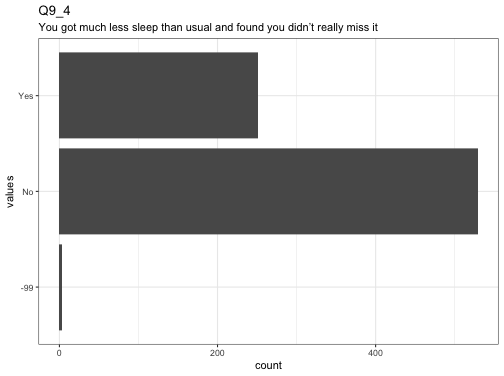 Q9_4
You got much less sleep than usual and found you didn’t really miss it
values
Yes
No
-99
0
200
400
count